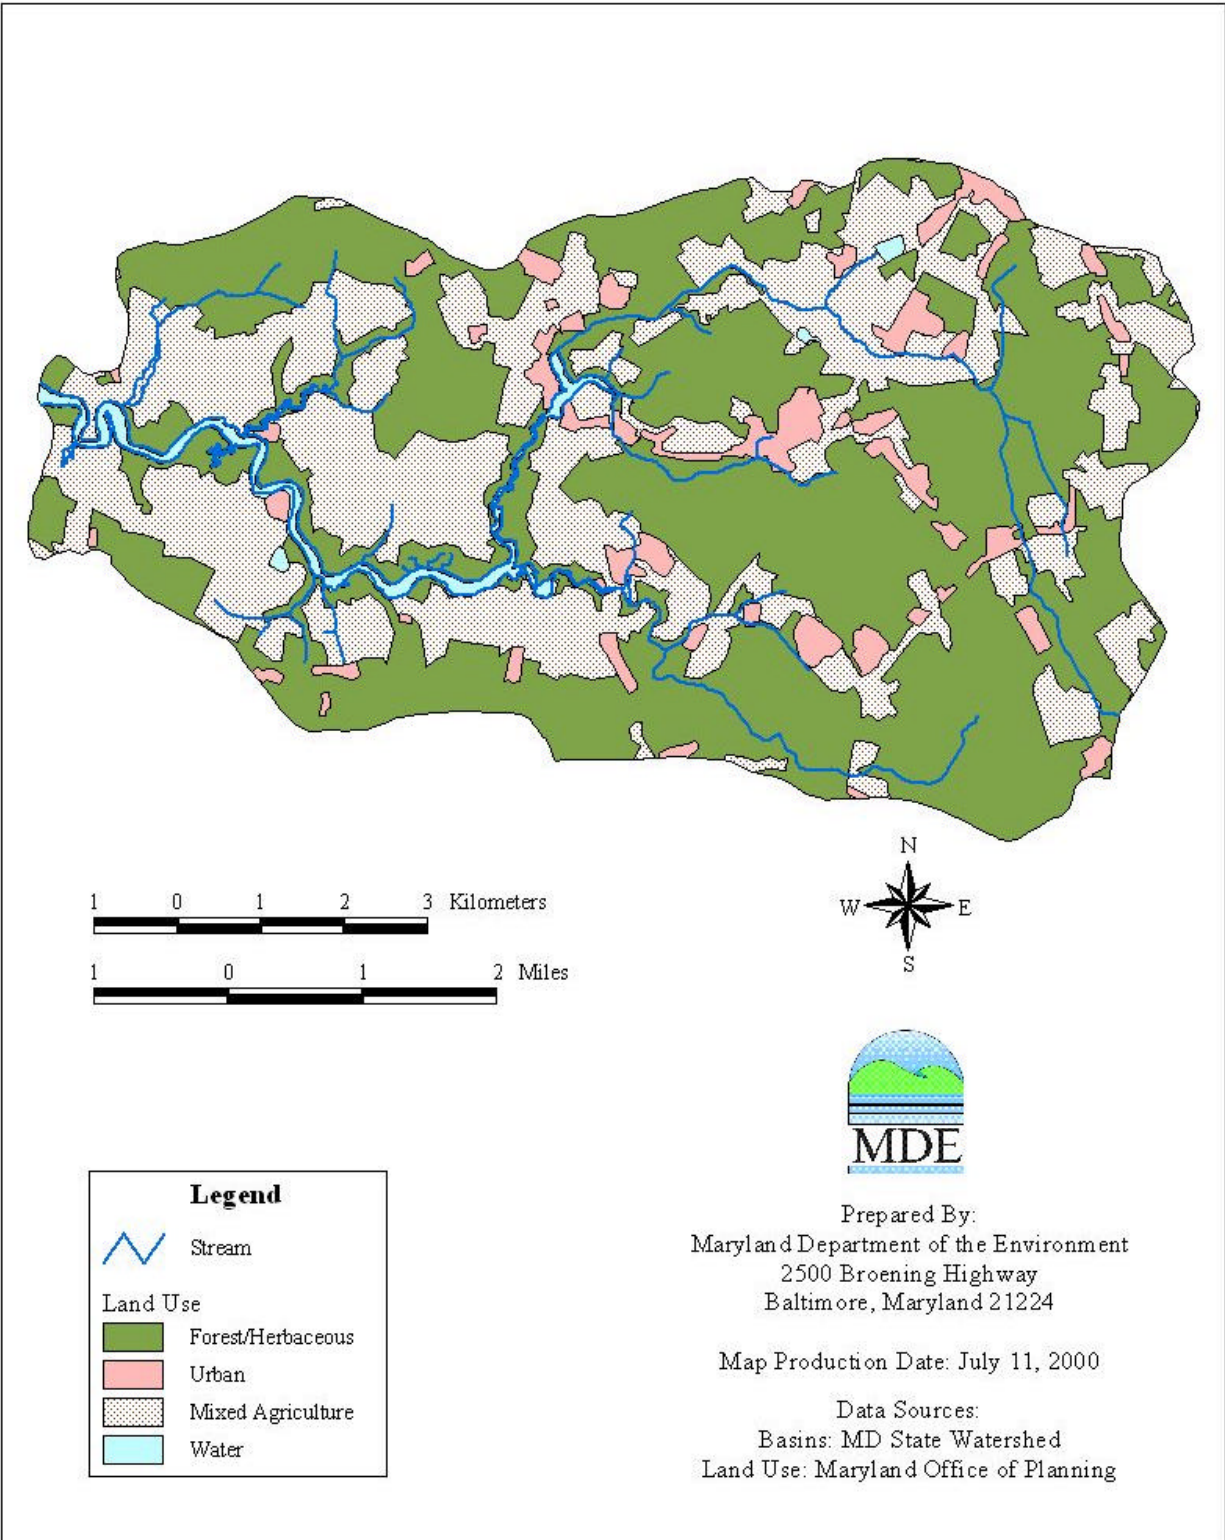 N
W E
S
1 0 1 2 3 Kilometers
1 0 1 2 Miles
MDE
Legend
Stream
Land Use
Forest/Herbaceous
Urban
Mixed Agriculture
Water
Prepared By:
Maryland Department of the Environment
2500 Broening Highway
Baltimore, Maryland 21224
Map Production Date: July 11, 2000
Data Sources:
Basins: MD State Watershed
Land Use: Maryland Office of Planning